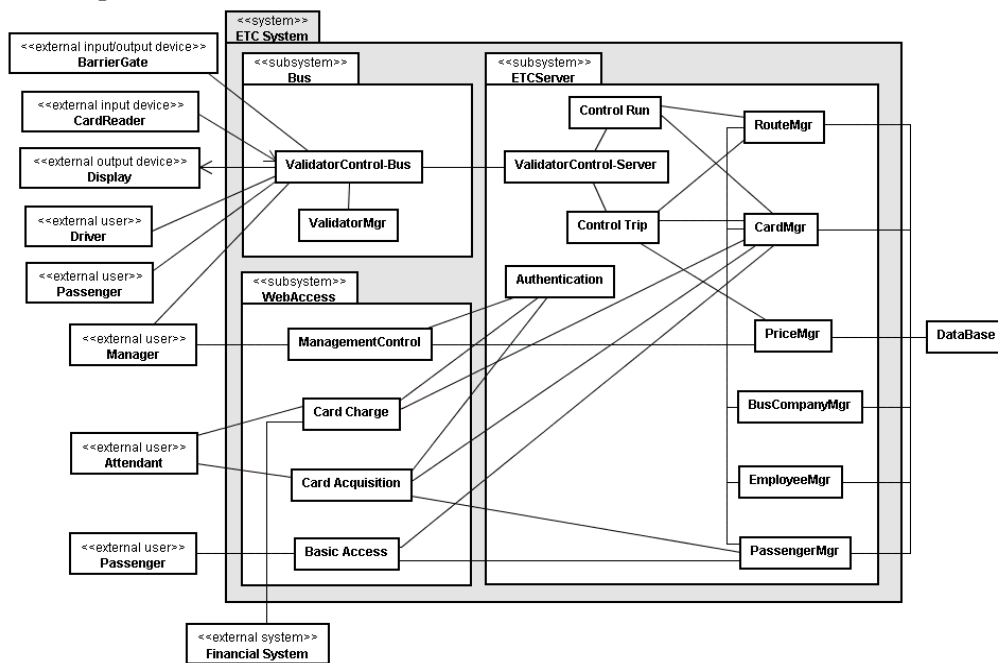 <<system>>
ETC System
<<external input/output device>>
BarrierGate
<<subsystem>>
Bus
<<subsystem>>
ETCServer
<<external input device>>
CardReader
Control Run
RouteMgr
<<external output device>>
Display
ValidatorControl-Bus
ValidatorControl-Server
<<external user>>
Driver
ValidatorMgr
Control Trip
CardMgr
<<external user>>
Passenger
<<subsystem>>
WebAccess
Authentication
<<external user>>
Manager
ManagementControl
PriceMgr
DataBase
Card Charge
BusCompanyMgr
<<external user>>
Attendant
Card Acquisition
EmployeeMgr
<<external user>>
Passenger
Basic Access
PassengerMgr
<<external system>>
Financial System